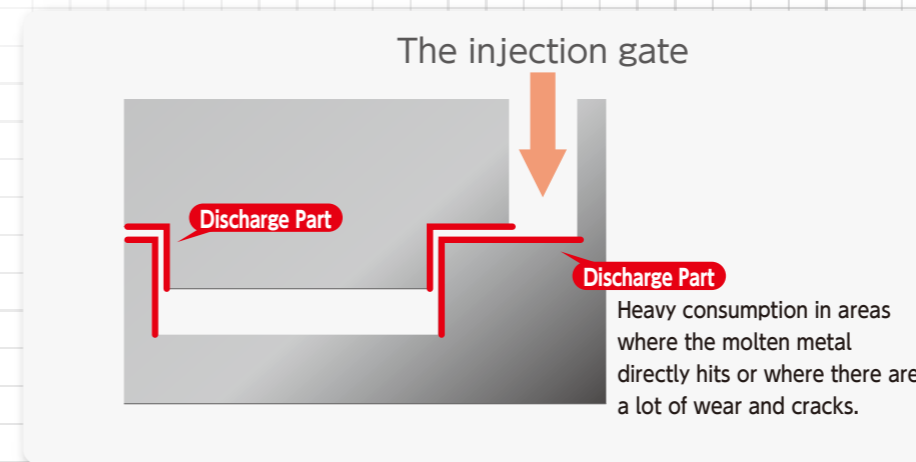 The injection gate
Discharge Part
Discharge Part
Heavy consumption in areas
where the molten metal
directly hits or where there are
a lot of wear and cracks.